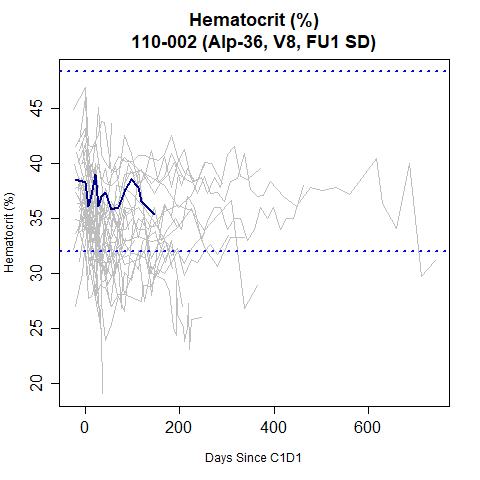 Hematocrit (%)
110-002 (Alp-36, V8, FU1 SD)
Hematocrit (%)
45
40
35
30
25
20
0
200
400
600
Days Since C1D1